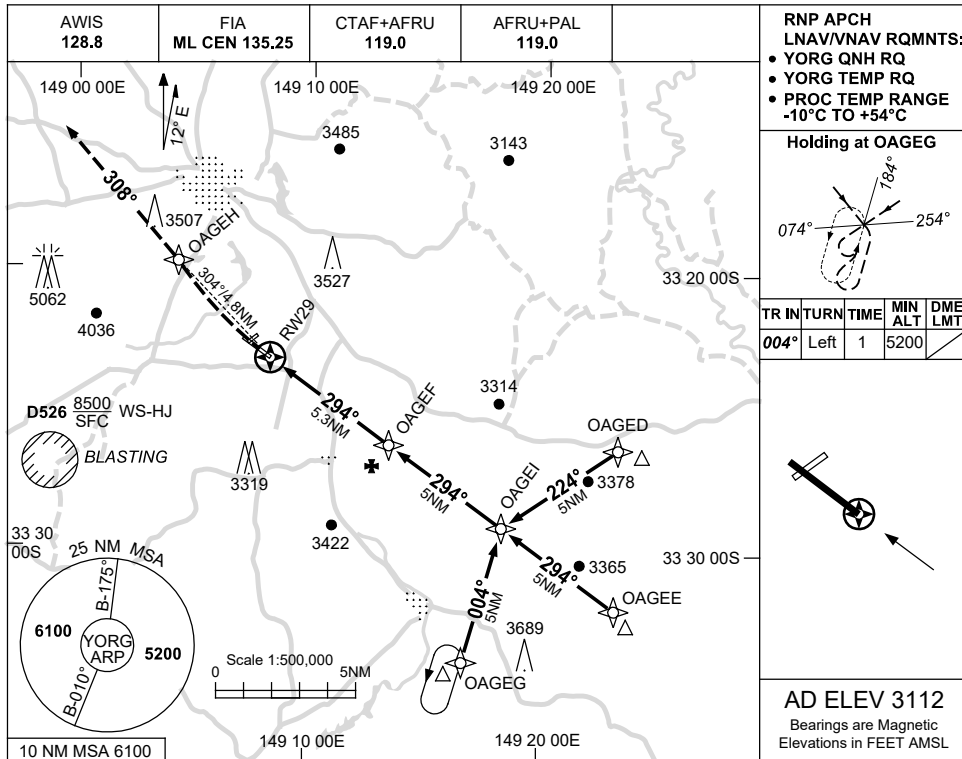 AWIS
128.8
FIA
ML CEN 135.25
CTAF+AFRU
119.0
AFRU+PAL
119.0
RNP APCH
LNAV/VNAV RQMNTS:
• YORG QNH RQ
• YORG TEMP RQ
• PROC TEMP RANGE
-10°C TO +54°C
149 00 00E
149 10 00E
149 20 00E
12° E
3485
3143
308°
3507
OAGEH
3527
5062
4036
304°/4.8NM
RW29
33 20 00S
Holding at OAGEG
184°
074°
254°
TR IN
TURN
TIME
MIN
ALT
DME
LMT
004°
Left
1
5200
D526 8500
SFC
WS-HJ
BLASTING
294°
5.3NM
OAGEF
3314
OAGED
3319
294°
5NM
OAGEI
224°
5NM
3378
3422
33 30
00S
33 30 00S
294°
5NM
3365
OAGEE
004°
5NM
3689
OAGEG
25 NM MSA
B-175°
6100
YORG
ARP
5200
B-010°
10 NM MSA 6100
Scale 1:500,000
0
5NM
149 10 00E
149 20 00E
AD ELEV 3112
Bearings are Magnetic
Elevations in FEET AMSL